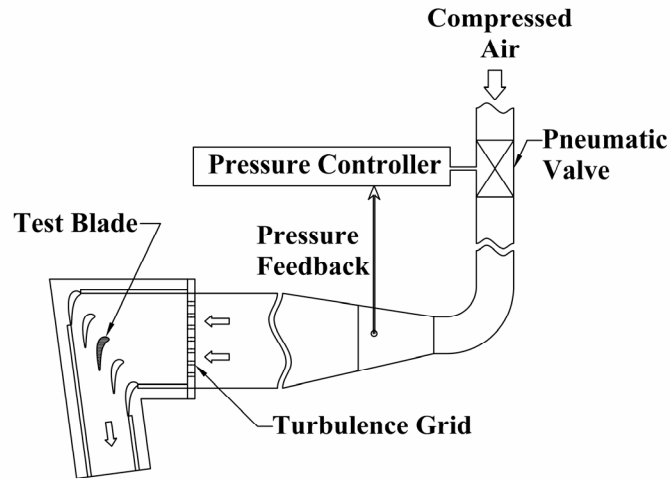 Compressed
Air
Pneumatic
Valve
Pressure Controller
Test Blade
Pressure
Feedback
Turbulence Grid